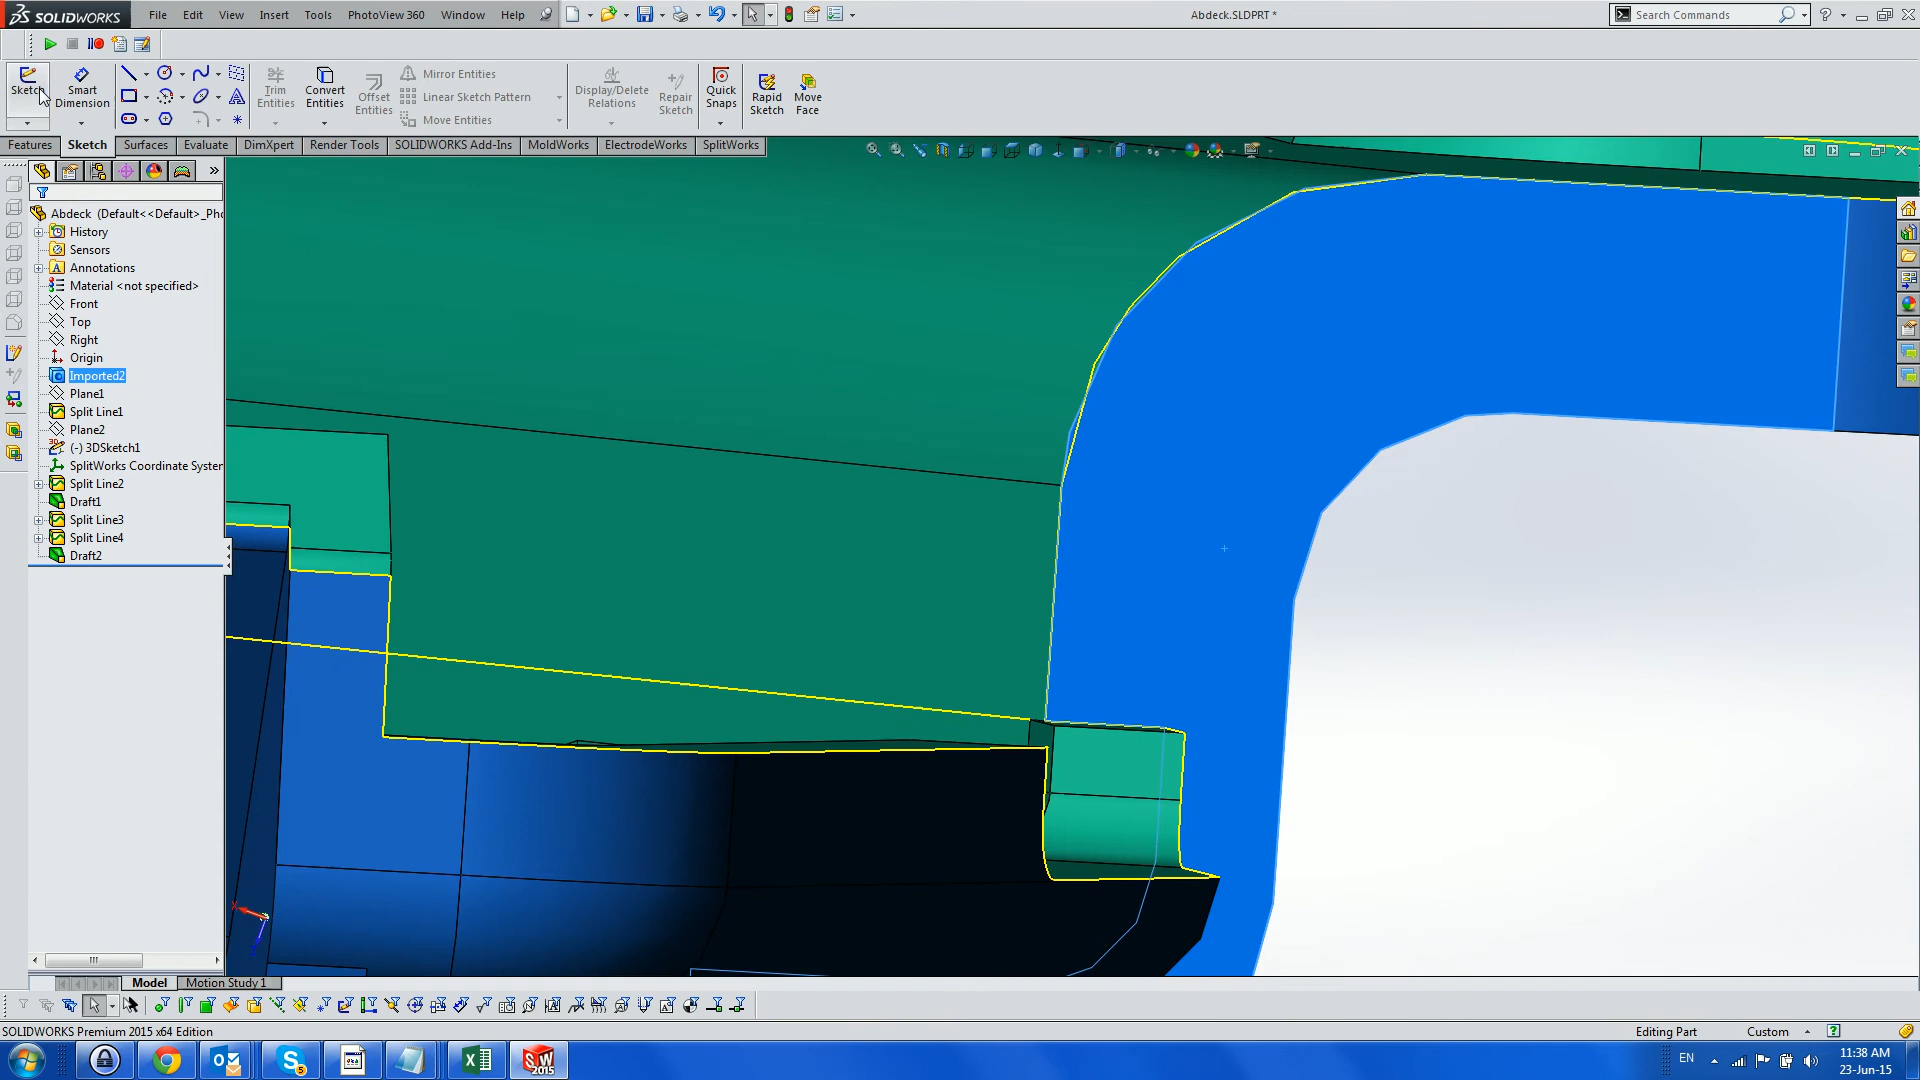 SOLIDWORKS File Edit View Insert Tools PhotoView 360 Window Help Abdeck.SLDPRT * Search Commands
Sketch
Smart Dimension
Trim Entities
Convert Entities
Offset Entities
Mirror Entities
Linear Sketch Pattern
Move Entities
Display/Delete Relations
Repair Sketch
Quick Snaps
Rapid Sketch
Move Face
Features Sketch Surfaces Evaluate DimXpert Render Tools SOLIDWORKS Add-Ins MoldWorks ElectrodeWorks SplitWorks
Abdeck (Default<<Default>_Pho
History
Sensors
Annotations
Material <not specified>
Front
Top
Right
Origin
Imported2
Plane1
Split Line1
Plane2
(-) 3DSketch1
SplitWorks Coordinate System
Split Line2
Draft1
Split Line3
Split Line4
Draft2
X
Model Motion Study 1
SOLIDWORKS Premium 2015 x64 Edition Editing Part Custom
EN 11:38 AM
23-Jun-15